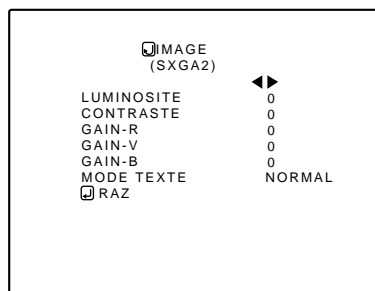 IMAGE
(SXGA2)
LUMINOSITE 0
CONTRASTE 0
GAIN-R 0
GAIN-V 0
GAIN-B 0
MODE TEXTE NORMAL
RAZ